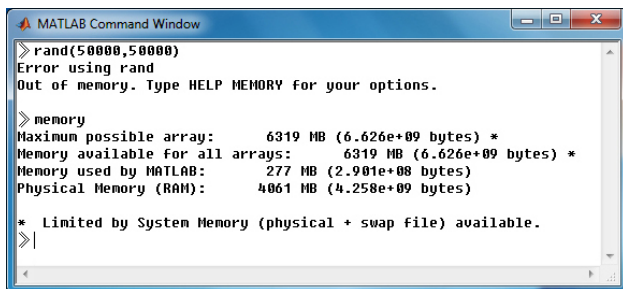 MATLAB Command Window
>> rand(50000,50000)
Error using rand
Out of memory. Type HELP MEMORY for your options.
>> memory
Maximum possible array:       6319 MB (6.626e+09 bytes) *
Memory available for all arrays:       6319 MB (6.626e+09 bytes) *
Memory used by MATLAB:        277 MB (2.901e+08 bytes)
Physical Memory (RAM):       4061 MB (4.258e+09 bytes)
*  Limited by System Memory (physical + swap file) available.
>>